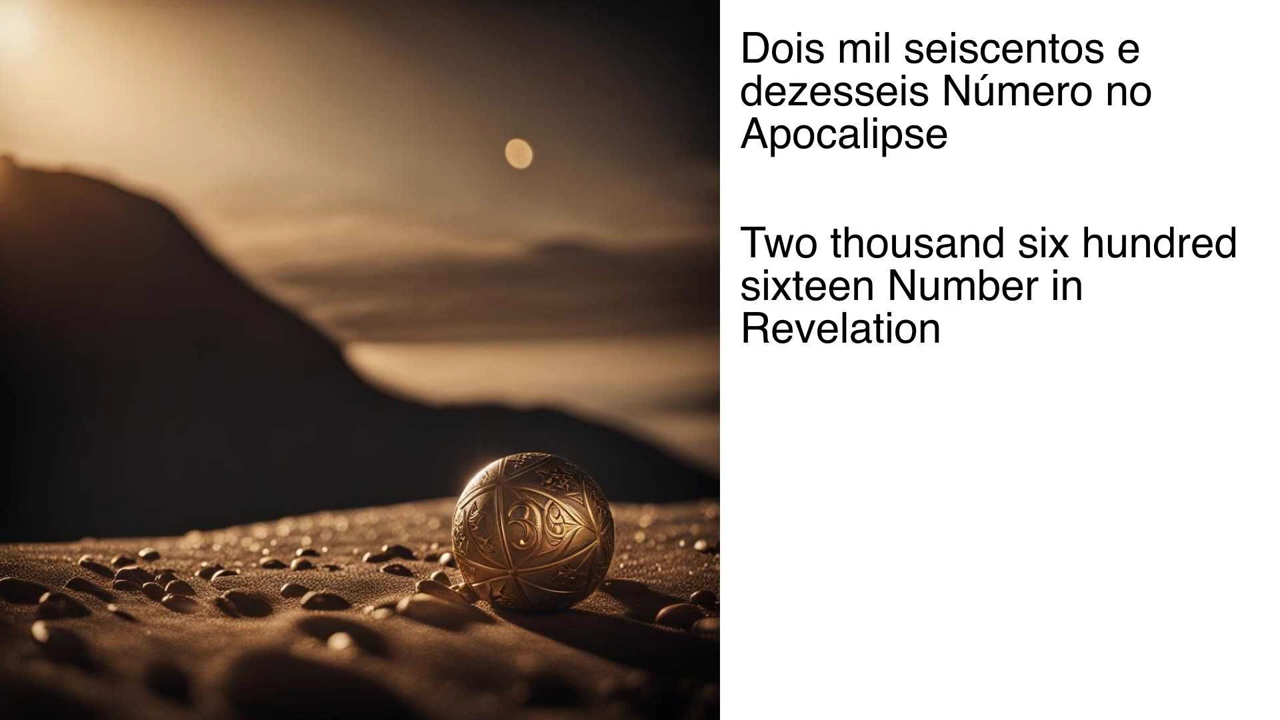 Dois mil seiscentos e
dezesseis Número no
Apocalipse
Two thousand six hundred
sixteen Number in
Revelation